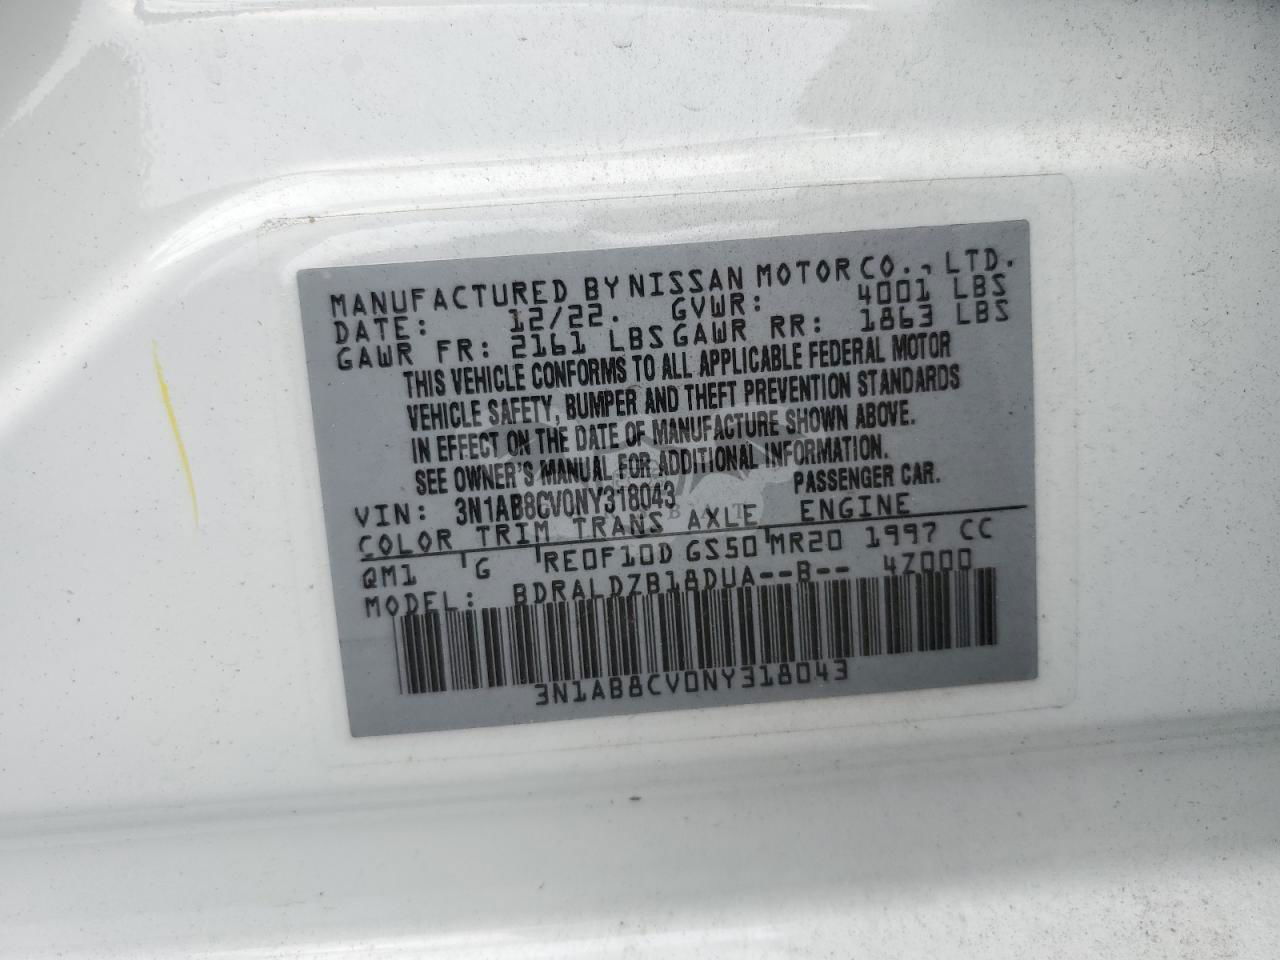 MANUFACTURED BY NISSAN MOTOR CO., LTD.
DATE: 12/22. GVWR: 4001 LBS
GAWR FR: 2161 LBS GAWR RR: 1863 LBS
THIS VEHICLE CONFORMS TO ALL APPLICABLE FEDERAL MOTOR
VEHICLE SAFETY, BUMPER AND THEFT PREVENTION STANDARDS
IN EFFECT ON THE DATE OF MANUFACTURE SHOWN ABOVE.
SEE OWNER'S MANUAL FOR ADDITIONAL INFORMATION.
VIN: 3N1AB8CV0NY318043 PASSENGER CAR.
COLOR TRIM TRANS AXLE ENGINE
QM1 G RE0F10D GS50 MR20 1997 CC
MODEL: BDRALDZB18DUA--B-- 4Z000
3N1AB8CV0NY318043